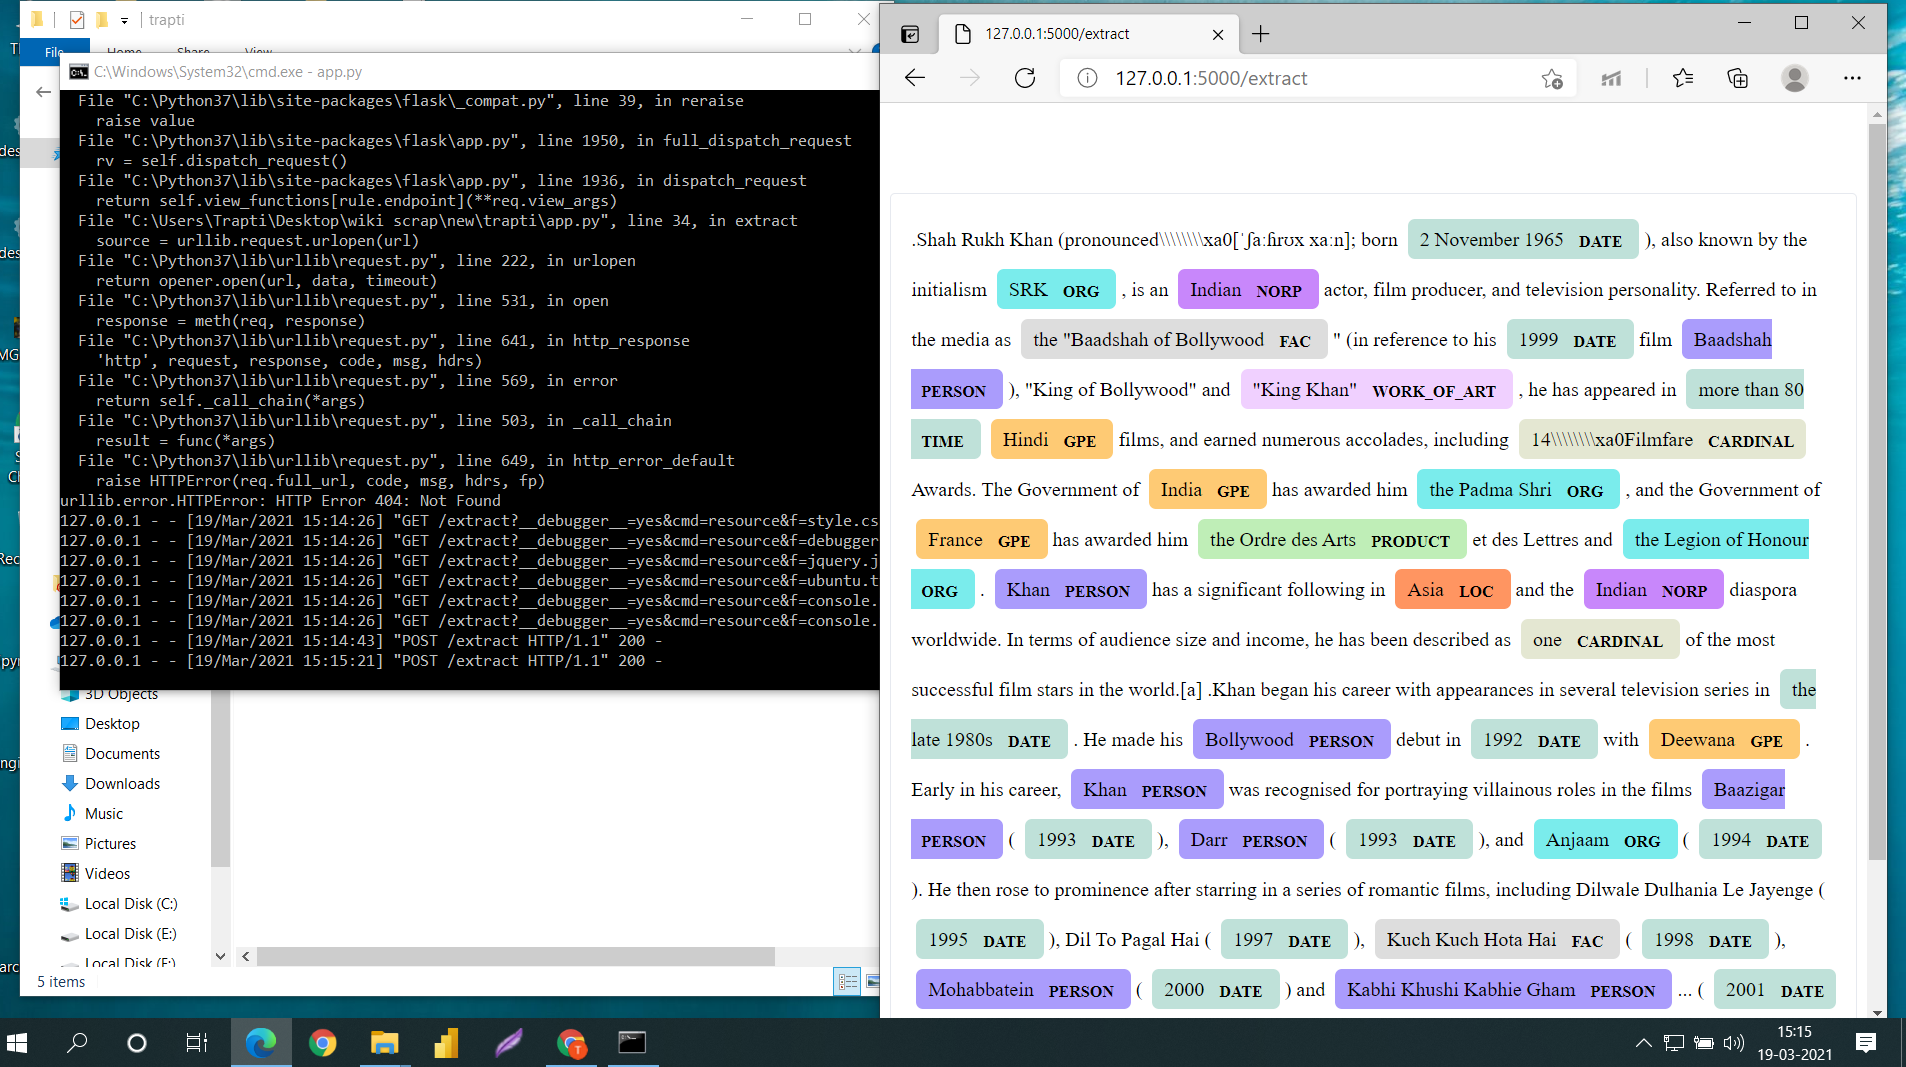 trapti
File
Home
Share
View
C:\Windows\System32\cmd.exe - app.py
File "C:\Python37\lib\site-packages\flask\_compat.py", line 39, in reraise
raise value
File "C:\Python37\lib\site-packages\flask\app.py", line 1950, in full_dispatch_request
rv = self.dispatch_request()
File "C:\Python37\lib\site-packages\flask\app.py", line 1936, in dispatch_request
return self.view_functions[rule.endpoint](**req.view_args)
File "C:\Users\Trapti\Desktop\wiki scrap\new\trapti\app.py", line 34, in extract
source = urllib.request.urlopen(url)
File "C:\Python37\lib\urllib\request.py", line 222, in urlopen
return opener.open(url, data, timeout)
File "C:\Python37\lib\urllib\request.py", line 531, in open
response = meth(req, response)
File "C:\Python37\lib\urllib\request.py", line 641, in http_response
'http', request, response, code, msg, hdrs)
File "C:\Python37\lib\urllib\request.py", line 569, in error
return self._call_chain(*args)
File "C:\Python37\lib\urllib\request.py", line 503, in _call_chain
result = func(*args)
File "C:\Python37\lib\urllib\request.py", line 649, in http_error_default
raise HTTPError(req.full_url, code, msg, hdrs, fp)
urllib.error.HTTPError: HTTP Error 404: Not Found
127.0.0.1 - - [19/Mar/2021 15:14:26] "GET /extract?__debugger__=yes&cmd=resource&f=style.cs
127.0.0.1 - - [19/Mar/2021 15:14:26] "GET /extract?__debugger__=yes&cmd=resource&f=debugger
127.0.0.1 - - [19/Mar/2021 15:14:26] "GET /extract?__debugger__=yes&cmd=resource&f=jquery.j
127.0.0.1 - - [19/Mar/2021 15:14:26] "GET /extract?__debugger__=yes&cmd=resource&f=ubuntu.t
127.0.0.1 - - [19/Mar/2021 15:14:26] "GET /extract?__debugger__=yes&cmd=resource&f=console.
127.0.0.1 - - [19/Mar/2021 15:14:26] "GET /extract?__debugger__=yes&cmd=resource&f=console.
127.0.0.1 - - [19/Mar/2021 15:14:43] "POST /extract HTTP/1.1" 200 -
127.0.0.1 - - [19/Mar/2021 15:15:21] "POST /extract HTTP/1.1" 200 -
3D Objects
Desktop
Documents
Downloads
Music
Pictures
Videos
Local Disk (C:)
Local Disk (E:)
Local Disk (F:)
5 items
127.0.0.1:5000/extract
127.0.0.1:5000/extract
.Shah Rukh Khan (pronounced\\\\\\\\xa0[ˈʃaːɦrʊx xaːn]; born 2 November 1965 DATE ), also known by the
initialism SRK ORG , is an Indian NORP actor, film producer, and television personality. Referred to in
the media as the "Baadshah of Bollywood FAC " (in reference to his 1999 DATE film Baadshah
PERSON ), "King of Bollywood" and "King Khan" WORK_OF_ART , he has appeared in more than 80
TIME Hindi GPE films, and earned numerous accolades, including 14\\\\\\\\xa0Filmfare CARDINAL
Awards. The Government of India GPE has awarded him the Padma Shri ORG , and the Government of
France GPE has awarded him the Ordre des Arts PRODUCT et des Lettres and the Legion of Honour
ORG . Khan PERSON has a significant following in Asia LOC and the Indian NORP diaspora
worldwide. In terms of audience size and income, he has been described as one CARDINAL of the most
successful film stars in the world.[a] .Khan began his career with appearances in several television series in the
late 1980s DATE . He made his Bollywood PERSON debut in 1992 DATE with Deewana GPE .
Early in his career, Khan PERSON was recognised for portraying villainous roles in the films Baazigar
PERSON ( 1993 DATE ), Darr PERSON ( 1993 DATE ), and Anjaam ORG ( 1994 DATE
). He then rose to prominence after starring in a series of romantic films, including Dilwale Dulhania Le Jayenge (
1995 DATE ), Dil To Pagal Hai ( 1997 DATE ), Kuch Kuch Hota Hai FAC ( 1998 DATE ),
Mohabbatein PERSON ( 2000 DATE ) and Kabhi Khushi Kabhie Gham PERSON ... ( 2001 DATE
15:15
19-03-2021